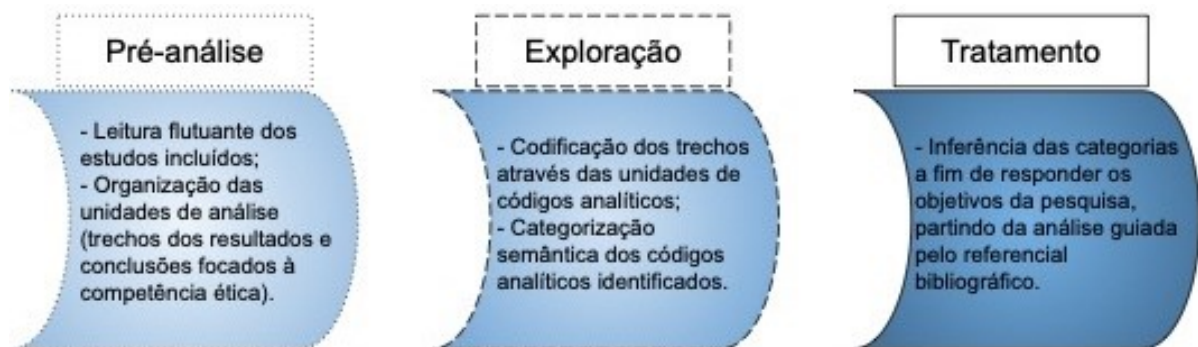 Pré-análise
- Leitura flutuante dos
estudos incluídos;
- Organização das
unidades de análise
(trechos dos resultados e
conclusões focados à
competência ética).
Exploração
- Codificação dos trechos
através das unidades de
códigos analíticos;
- Categorização
semântica dos códigos
analíticos identificados.
Tratamento
- Inferência das categorias
a fim de responder os
objetivos da pesquisa,
partindo da análise guiada
pelo referencial
bibliográfico.